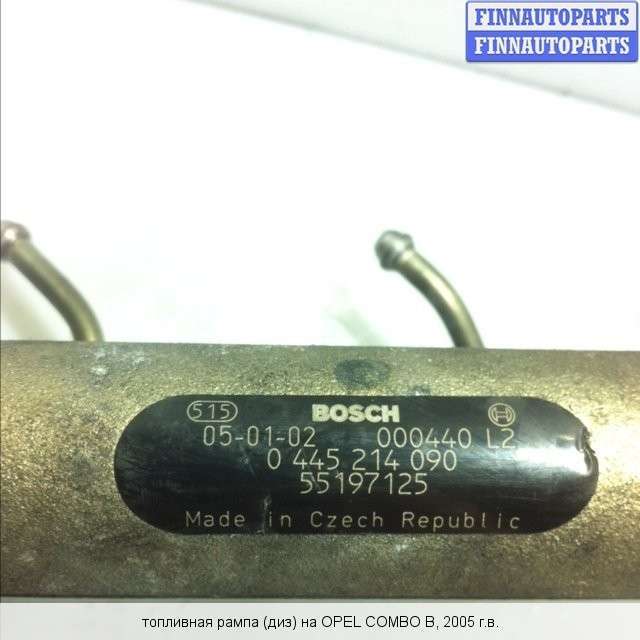 FINNAUTOPARTS
FINNAUTOPARTS
515 BOSCH
05-01-02 000440 L2
0 445 214 090
55197125
Made in Czech Republic
топливная рампа (диз) на OPEL COMBO B, 2005 г.в.